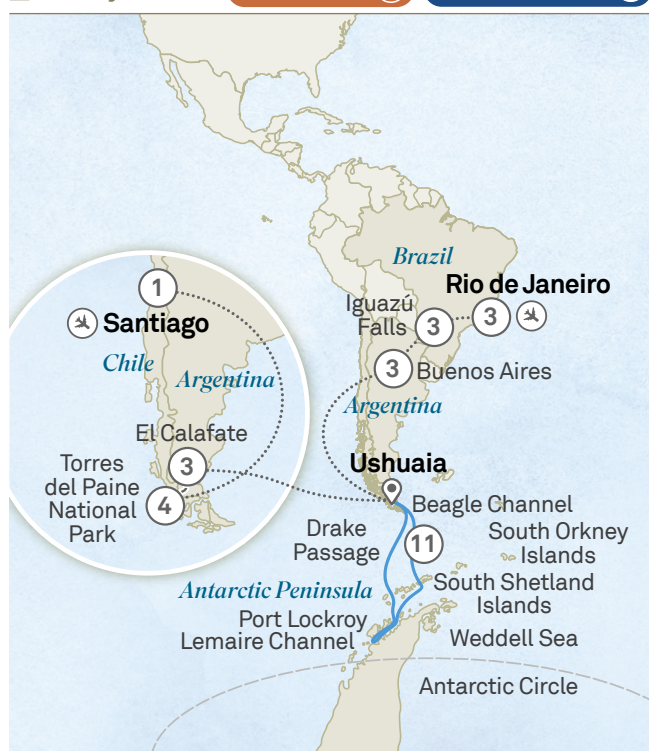 Brazil
Rio de Janeiro
Iguazú
Falls
3
3
3
Buenos Aires
Argentina
1
Santiago
Chile
Argentina
El Calafate
3
Torres
del Paine
National
Park
4
Ushuaia
Beagle Channel
Drake
Passage
11
South Orkney
Islands
Antarctic Peninsula
South Shetland
Islands
Port Lockroy
Lemaire Channel
Weddell Sea
Antarctic Circle